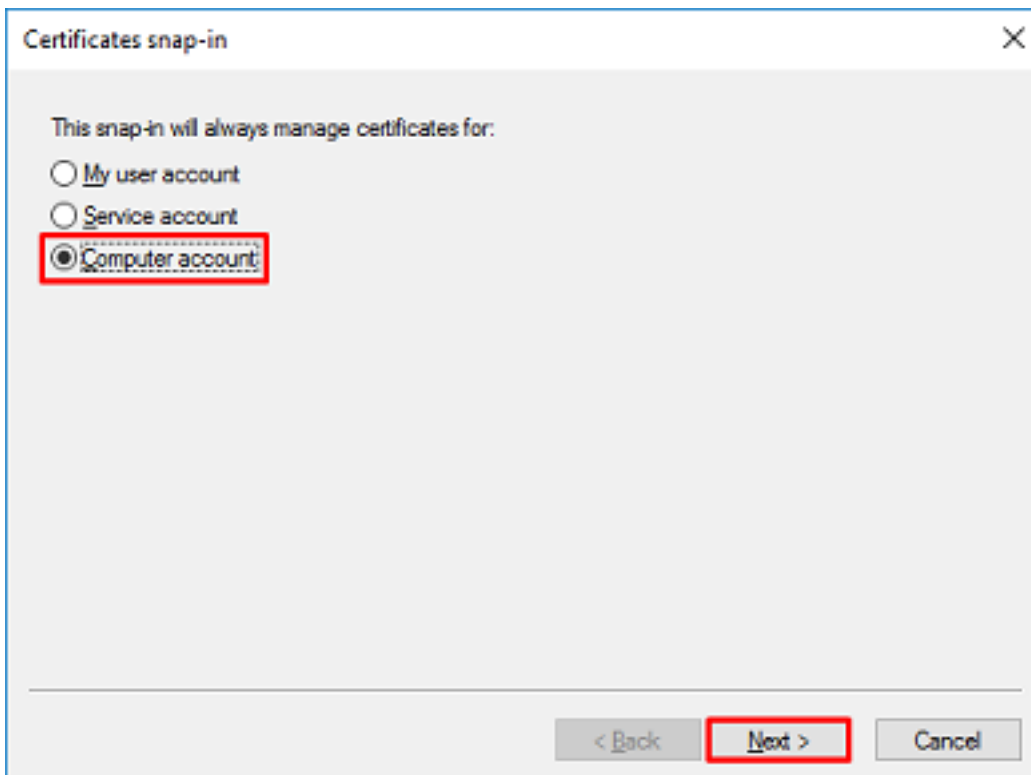 Certificates snap-in
This snap-in will always manage certificates for:
My user account
Service account
Computer account
< Back Next > Cancel